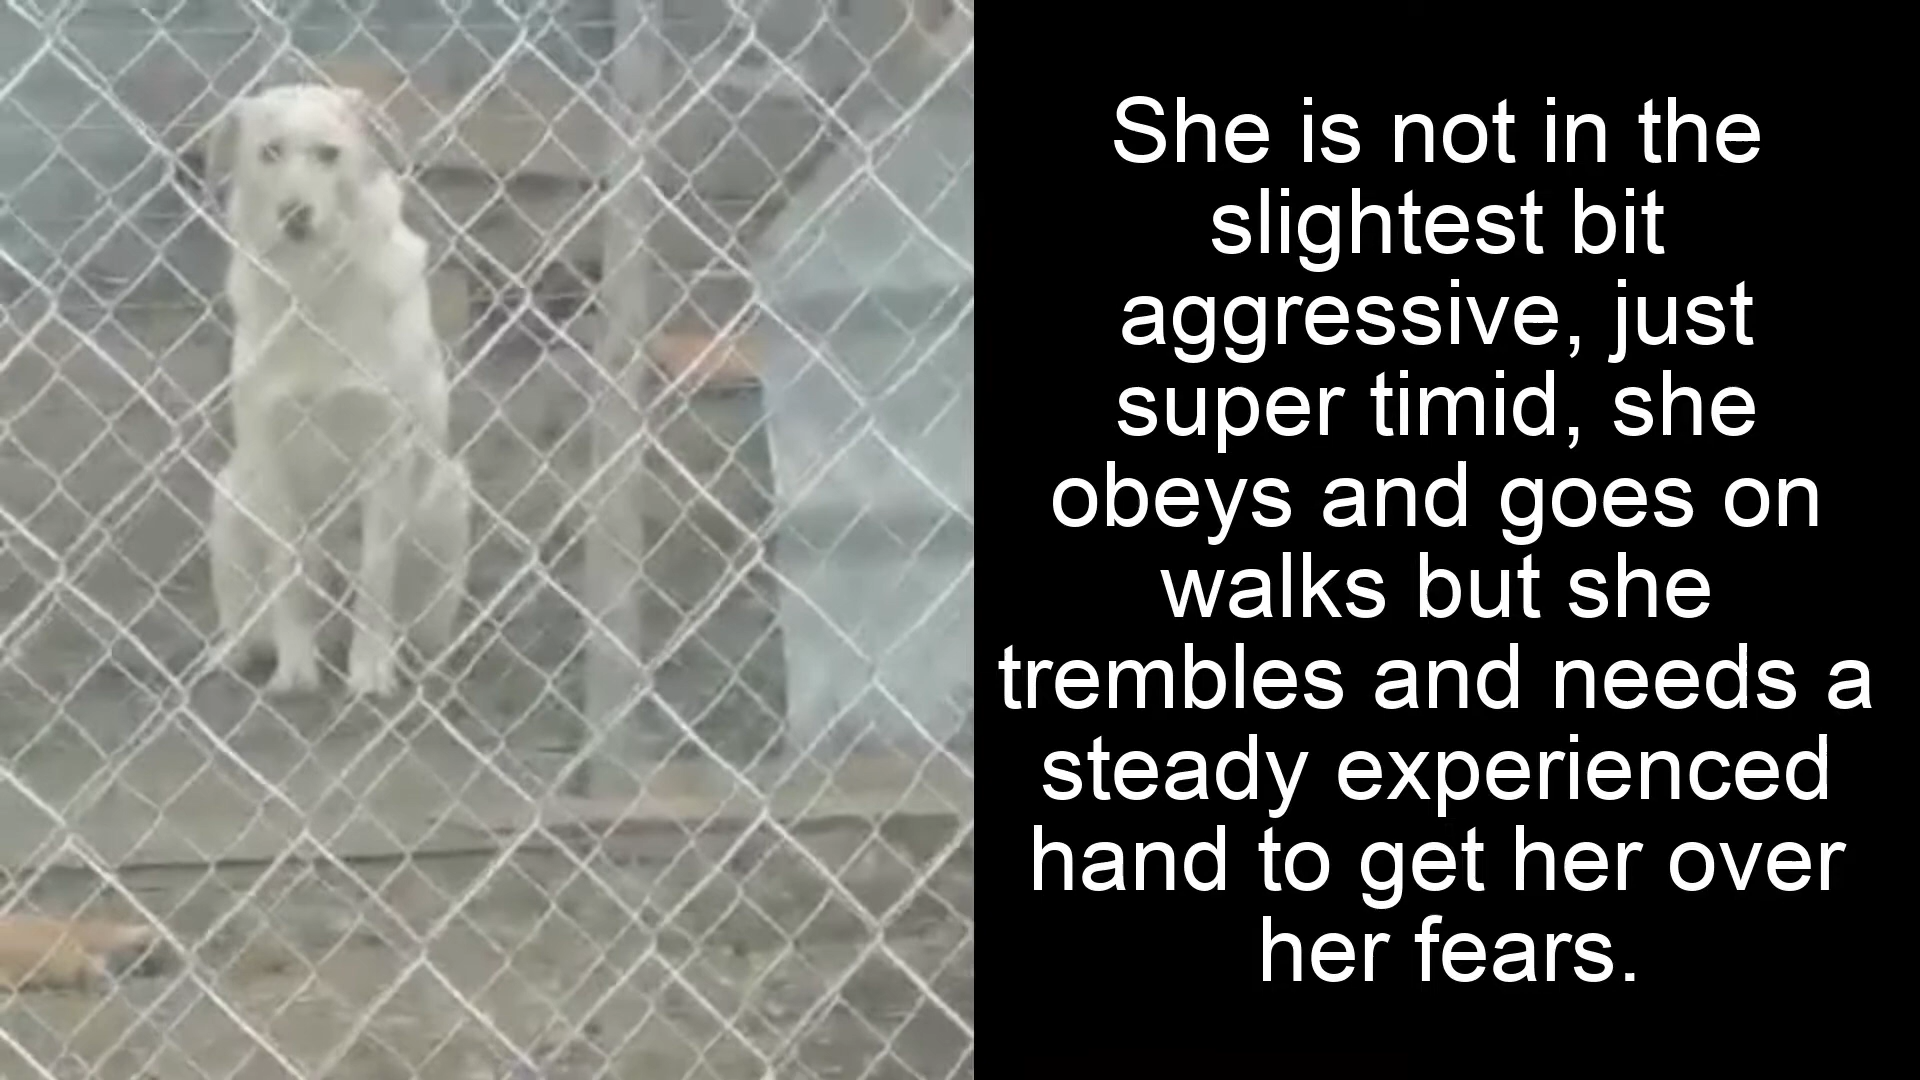 She is not in the
slightest bit
aggressive, just
super timid, she
obeys and goes on
walks but she
trembles and needs a
steady experienced
hand to get her over
her fears.